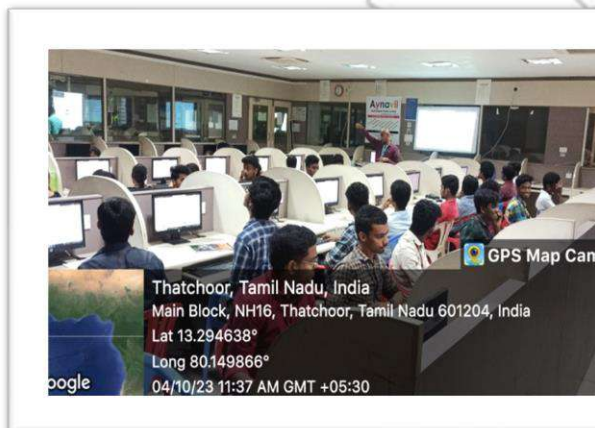 Aynovii
GPS Map Cam
Thatchoor, Tamil Nadu, India
Main Block, NH16, Thatchoor, Tamil Nadu 601204, India
Lat 13.294638°
Long 80.149866°
04/10/23 11:37 AM GMT +05:30
oogle